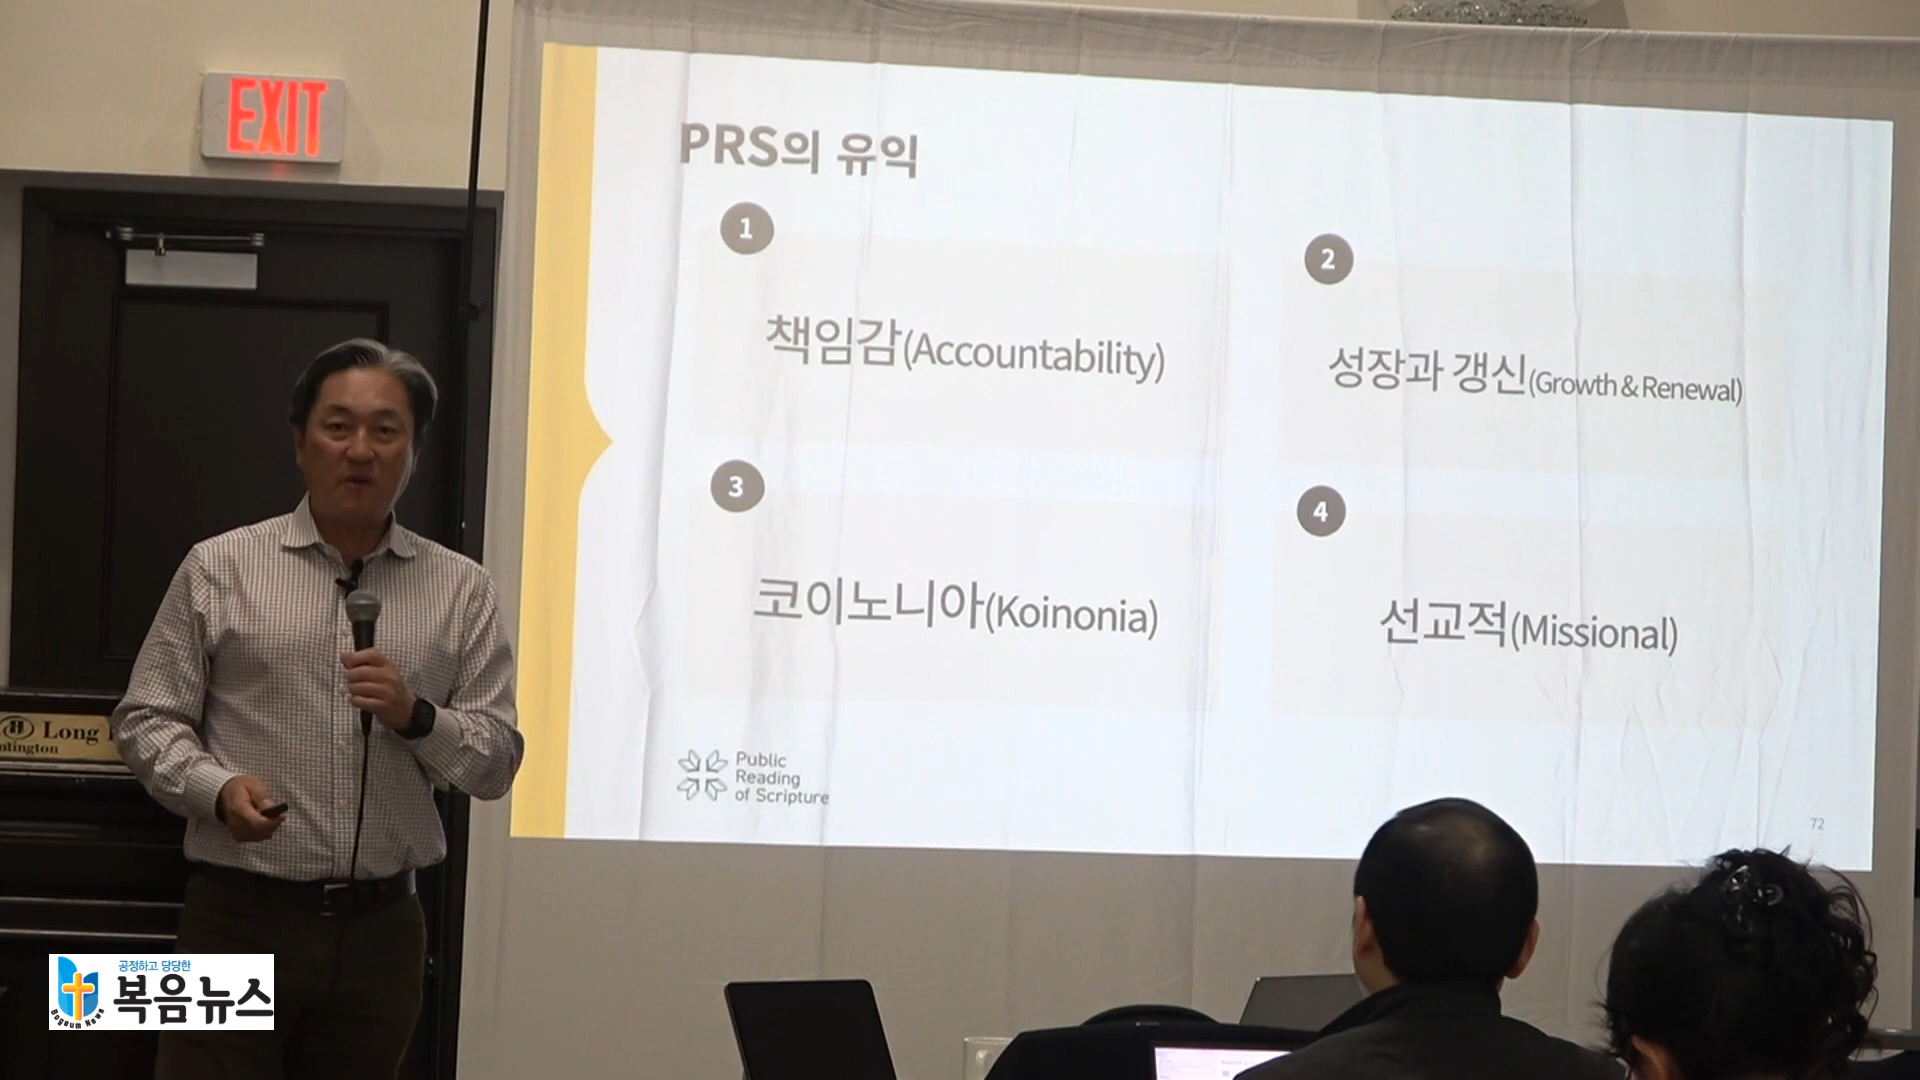 EXIT
PRS의 유익
1
책임감(Accountability)
2
성장과 갱신(Growth & Renewal)
3
코이노니아(Koinonia)
4
선교적(Missional)
Public
Reading
of Scripture
72
Long
공정하고 당당한
복음뉴스
Bogeum News